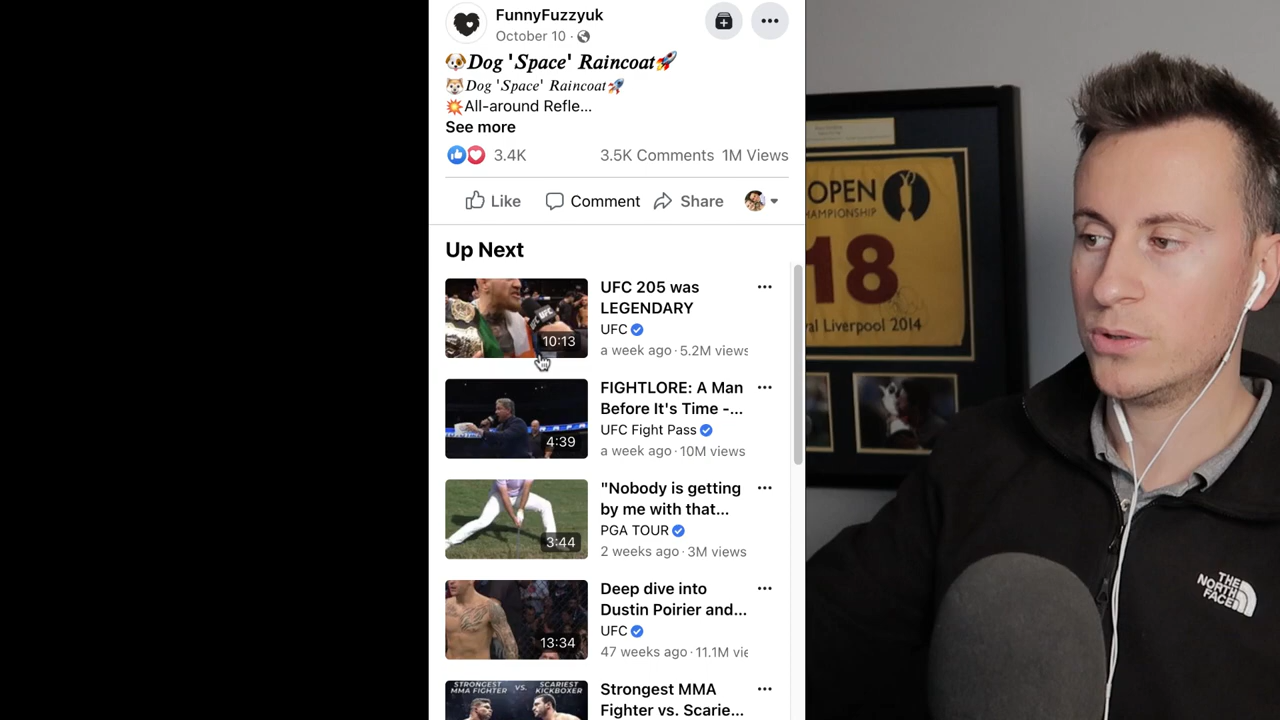 FunnyFuzzyuk
October 10 ·
🐶Dog 'Space' Raincoat🚀
🐱Dog 'Space' Raincoat🚀
💥All-around Refle...
See more
3.4K
3.5K Comments 1M Views
Like
Comment
Share
Up Next
UFC 205 was
LEGENDARY
UFC
a week ago · 5.2M views
10:13
FIGHTLORE: A Man
Before It's Time -...
UFC Fight Pass
a week ago · 10M views
4:39
"Nobody is getting
by me with that...
PGA TOUR
2 weeks ago · 3M views
3:44
Deep dive into
Dustin Poirier and...
UFC
47 weeks ago · 11.1M vie
13:34
Strongest MMA
Fighter vs. Scarie...
STRONGEST
MMA FIGHTER
VS.
SCARIEST
KICKBOXER
OPEN
HAMPIONSHIP
18
al Liverpool 2014
THE
NORTH
FACE